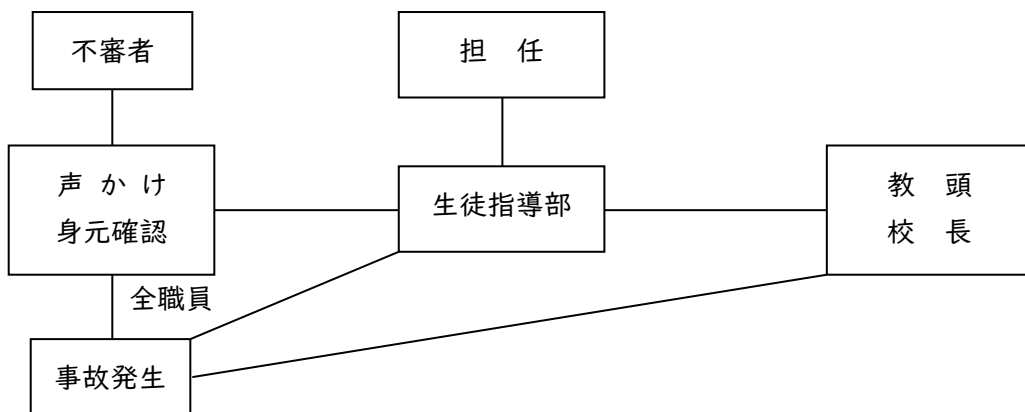 不審者
担　任
声 か け
身元確認
生徒指導部
教　頭
校　長
全職員
事故発生